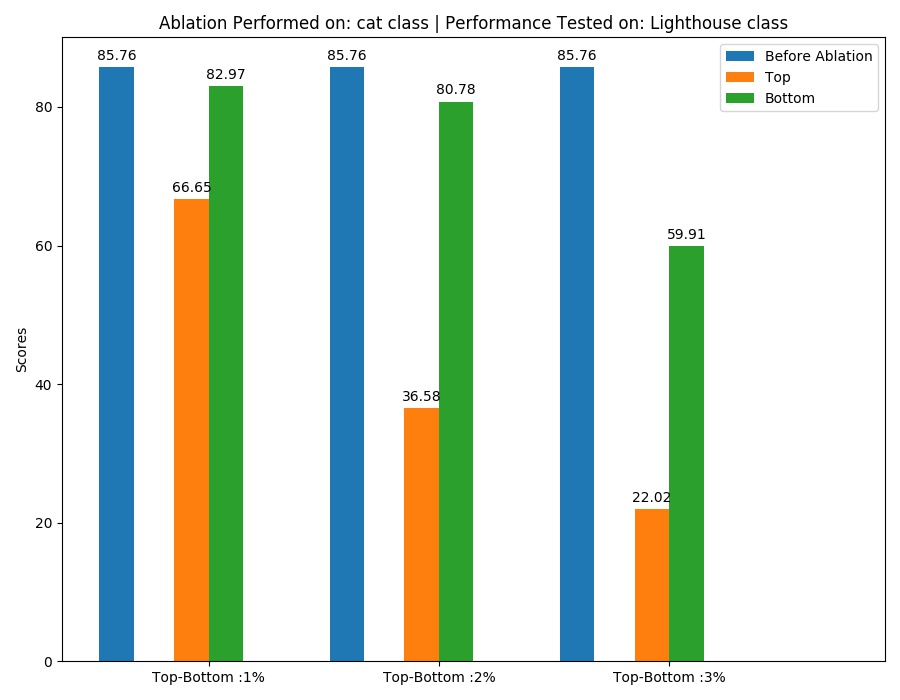 Ablation Performed on: cat class | Performance Tested on: Lighthouse class
85.76
82.97
66.65
85.76
80.78
36.58
85.76
59.91
22.02
Before Ablation
Top
Bottom
Scores
80
60
40
20
0
Top-Bottom :1%
Top-Bottom :2%
Top-Bottom :3%